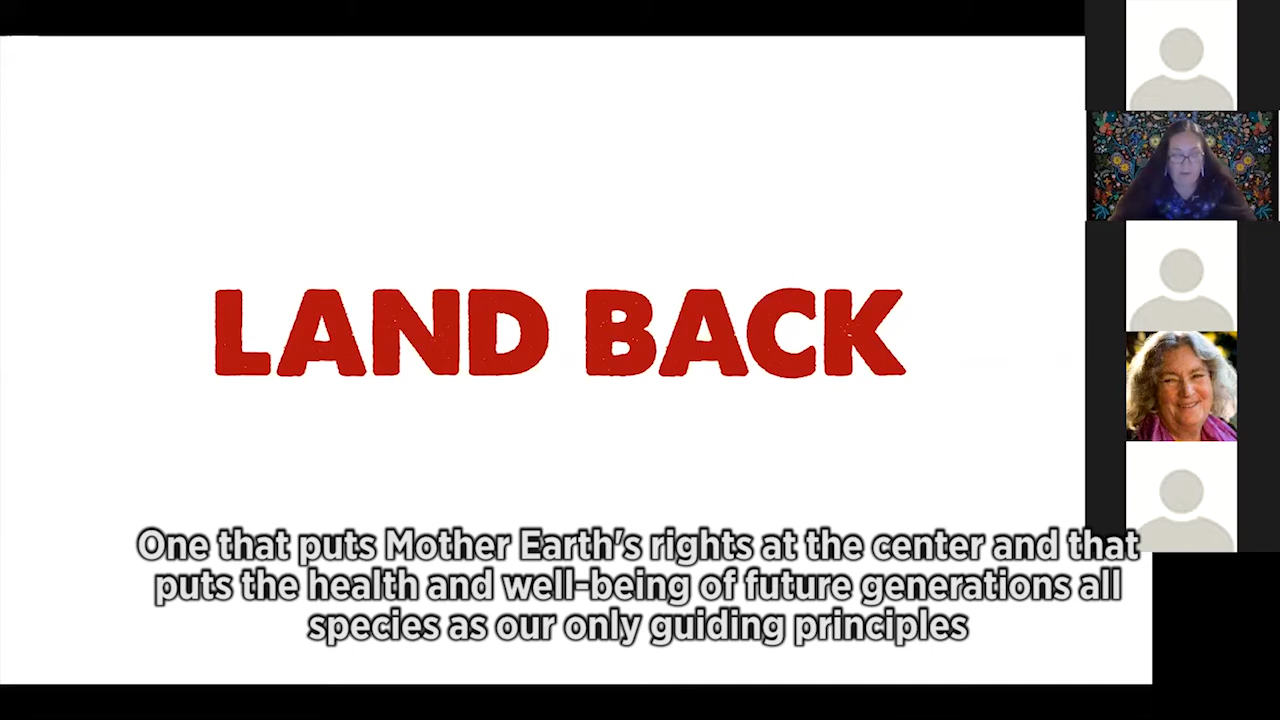 LAND BACK
One that puts Mother Earth's rights at the center and that
puts the health and well-being of future generations all
species as our only guiding principles